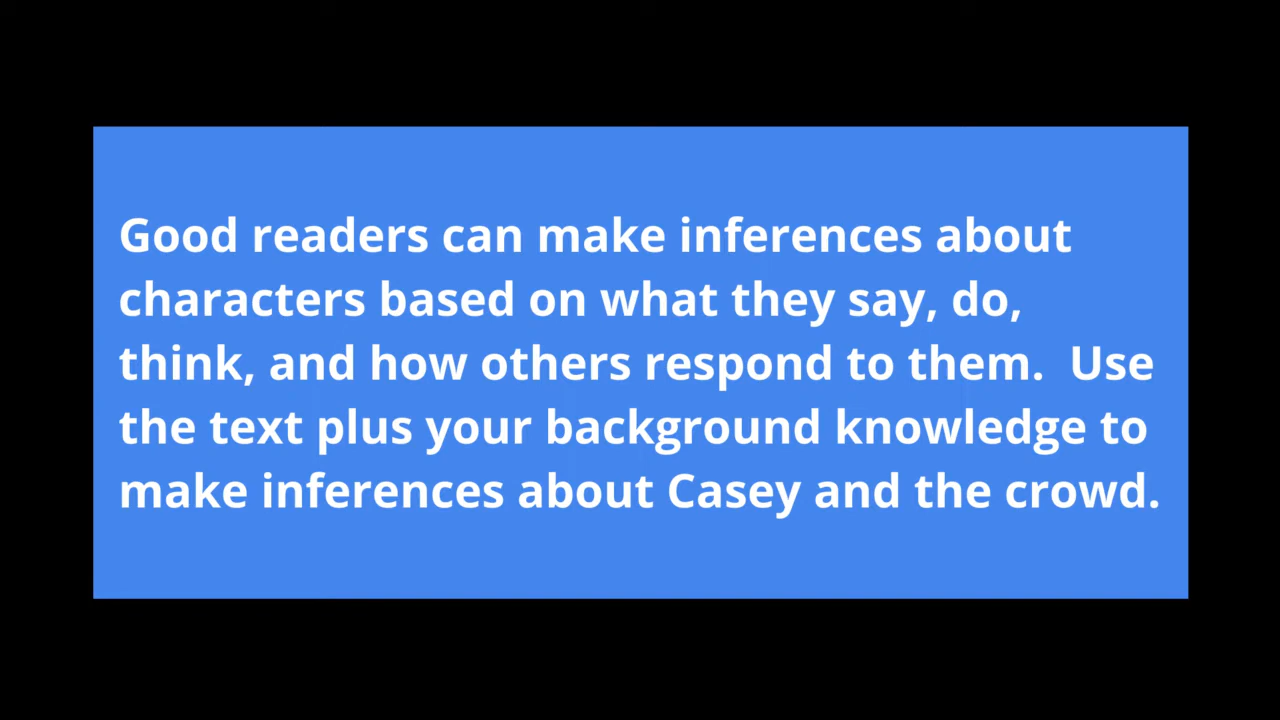 Good readers can make inferences about
characters based on what they say, do,
think, and how others respond to them.  Use
the text plus your background knowledge to
make inferences about Casey and the crowd.